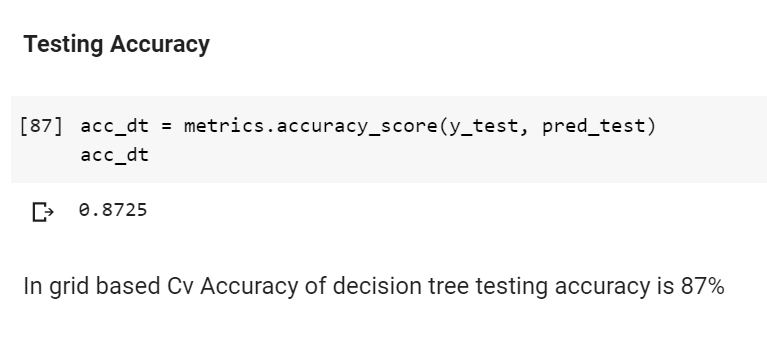 Testing Accuracy
[87] acc_dt = metrics.accuracy_score(y_test, pred_test)
acc_dt
0.8725
In grid based Cv Accuracy of decision tree testing accuracy is 87%